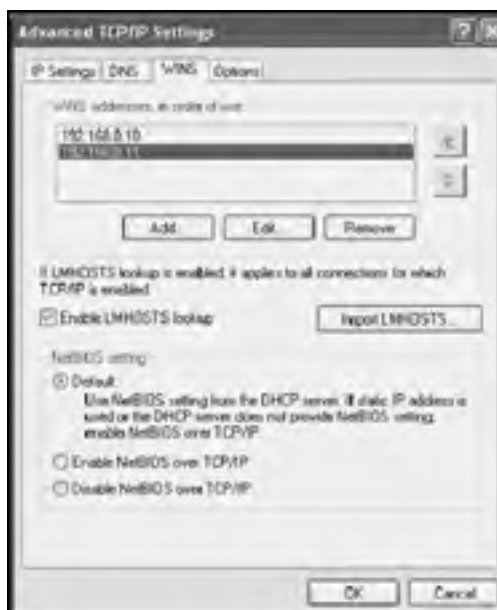 Advanced TCP/IP Settings
IP Settings DNS WINS Options
WINS addresses, in order of use:
192.168.0.10
192.168.0.11
Add... Edit... Remove
If LMHOSTS lookup is enabled, it applies to all connections for which
TCP/IP is enabled.
Enable LMHOSTS lookup Import LMHOSTS...
NetBIOS setting
Default:
Use NetBIOS setting from the DHCP server. If static IP address is
used or the DHCP server does not provide NetBIOS setting,
enable NetBIOS over TCP/IP.
Enable NetBIOS over TCP/IP
Disable NetBIOS over TCP/IP
OK Cancel